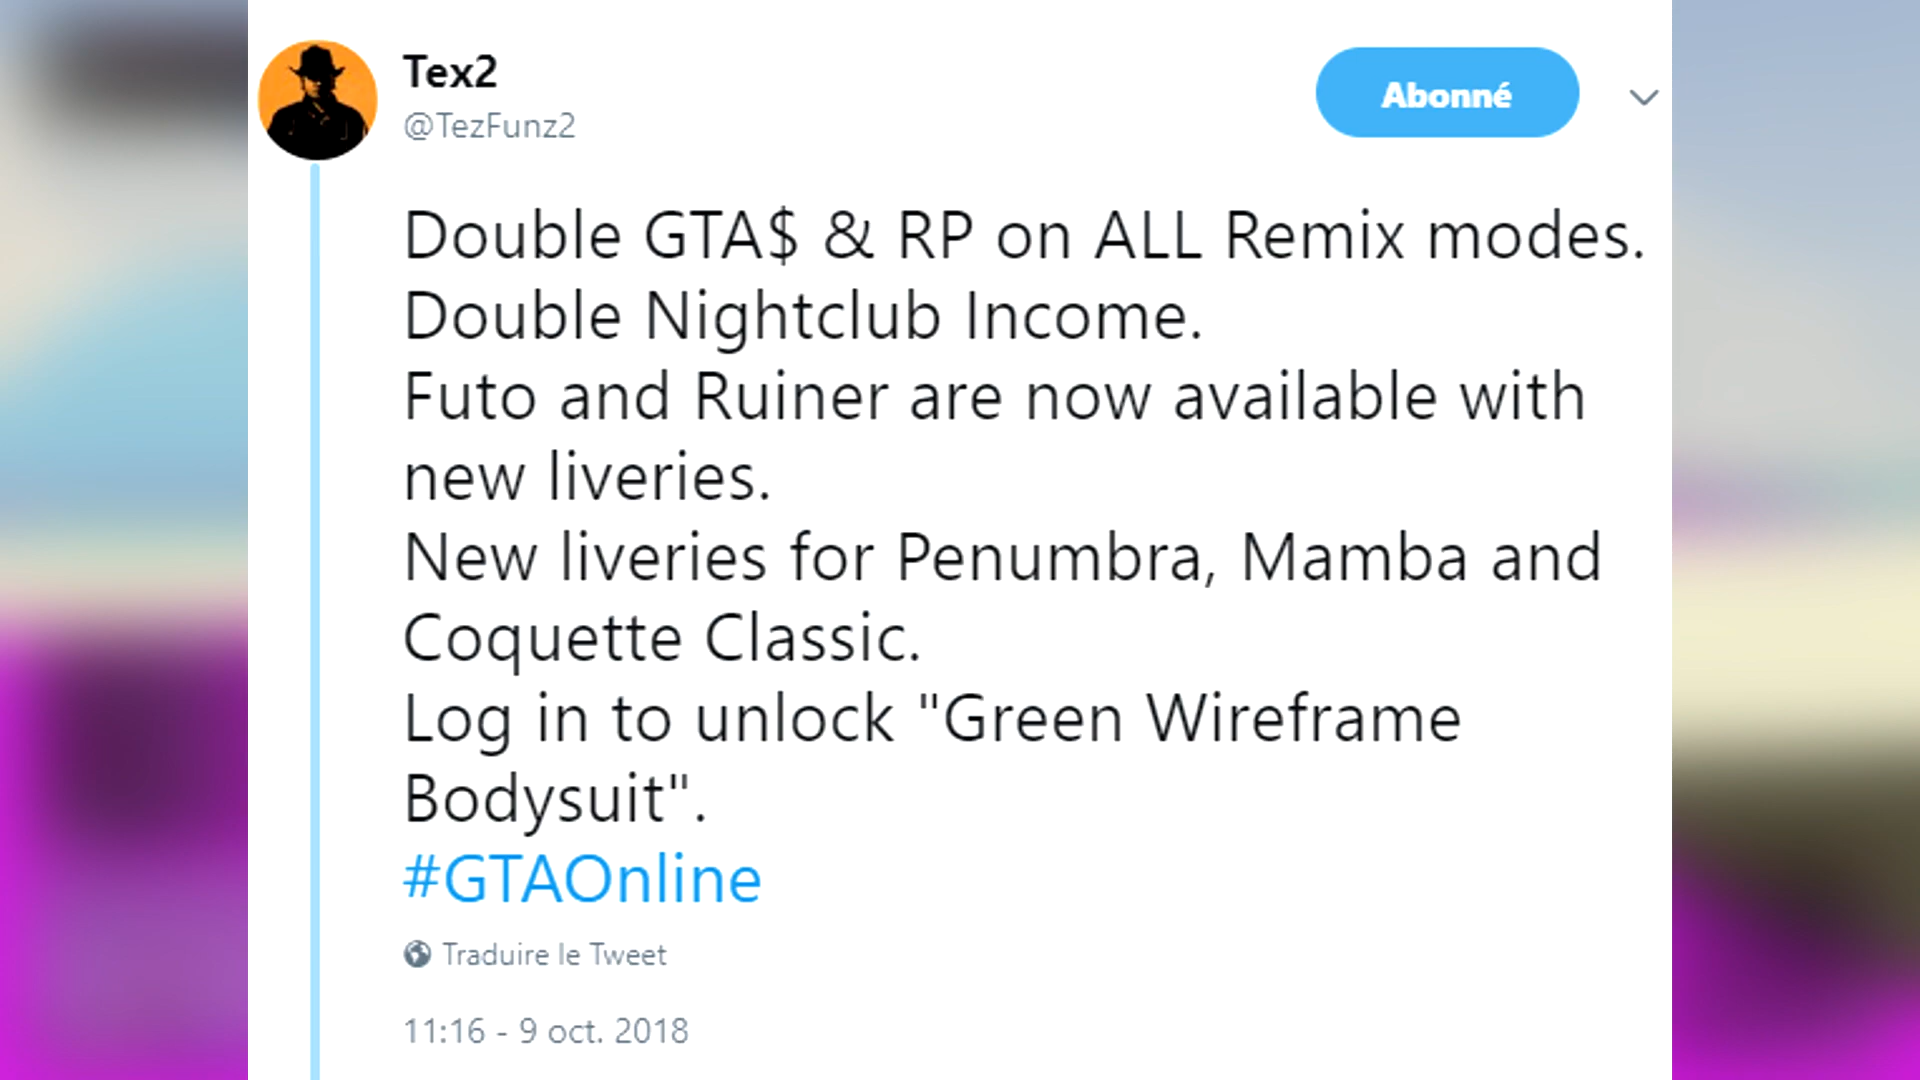 Tex2
@TezFunz2
Abonné
Double GTA$ & RP on ALL Remix modes.
Double Nightclub Income.
Futo and Ruiner are now available with
new liveries.
New liveries for Penumbra, Mamba and
Coquette Classic.
Log in to unlock "Green Wireframe
Bodysuit".
#GTAOnline
Traduire le Tweet
11:16 - 9 oct. 2018